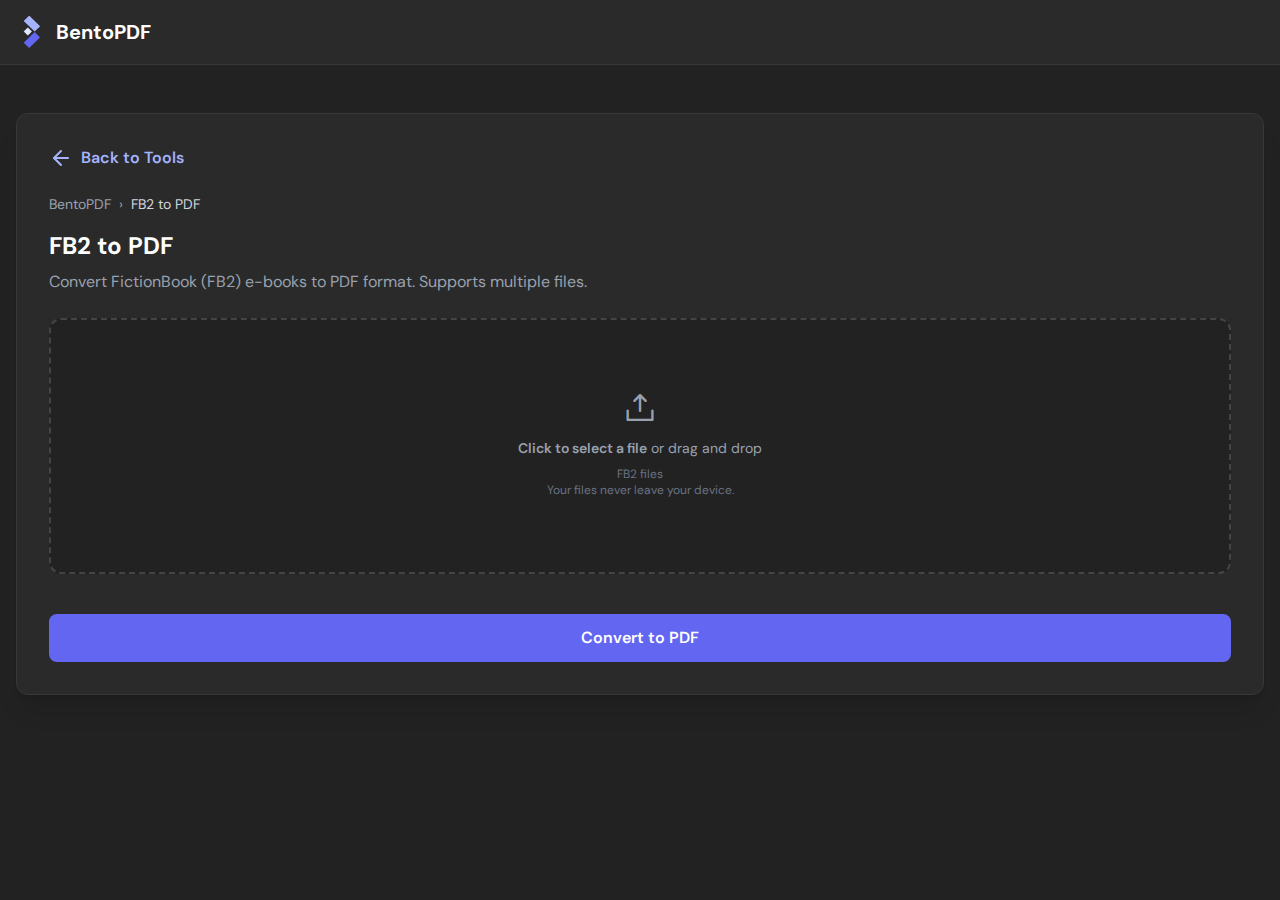 BentoPDF
Back to Tools
BentoPDF › FB2 to PDF
FB2 to PDF
Convert FictionBook (FB2) e-books to PDF format. Supports multiple files.
Click to select a file or drag and drop
FB2 files
Your files never leave your device.
Convert to PDF